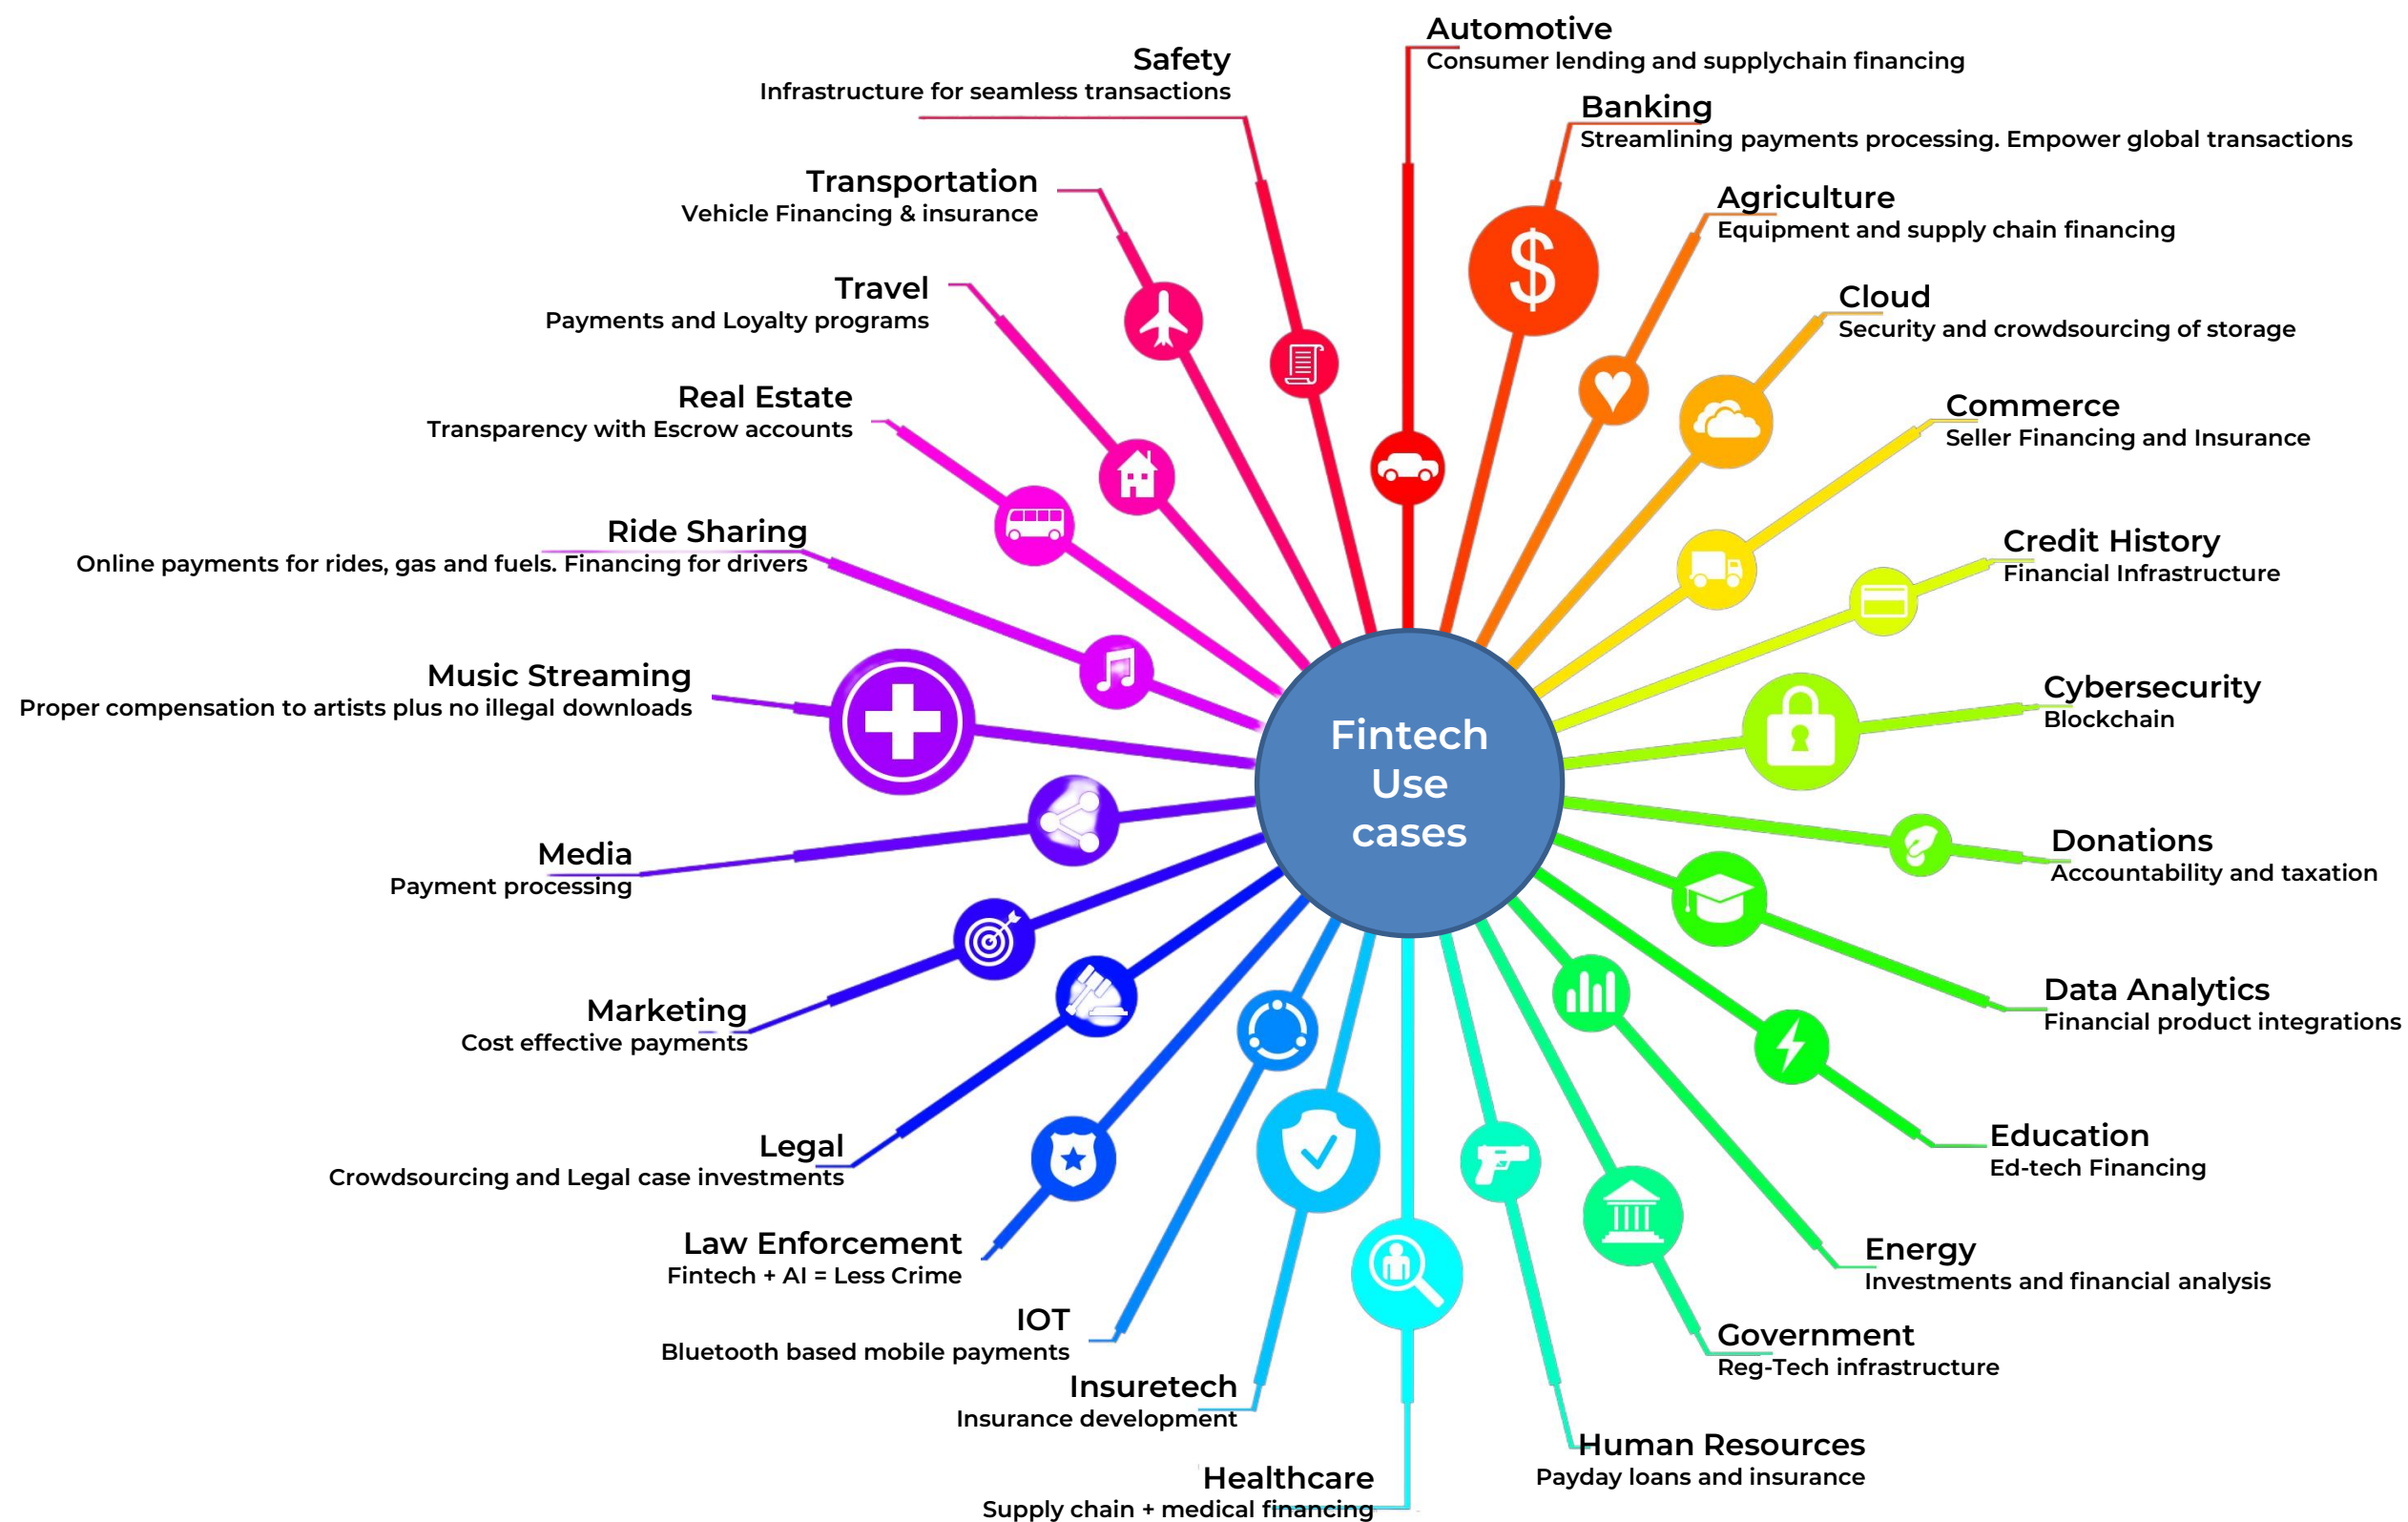 Automotive
Consumer lending and supplychain financing
Banking
Streamlining payments processing. Empower global transactions
Agriculture
Equipment and supply chain financing
Cloud
Security and crowdsourcing of storage
Commerce
Seller Financing and Insurance
Credit History
Financial Infrastructure
Cybersecurity
Blockchain
Donations
Accountability and taxation
Data Analytics
Financial product integrations
Education
Ed-tech Financing
Energy
Investments and financial analysis
Government
Reg-Tech infrastructure
Human Resources
Payday loans and insurance
Healthcare
Supply chain + medical financing
Insuretech
Insurance development
IOT
Bluetooth based mobile payments
Law Enforcement
Fintech + AI = Less Crime
Legal
Crowdsourcing and Legal case investments
Marketing
Cost effective payments
Media
Payment processing
Music Streaming
Proper compensation to artists plus no illegal downloads
Ride Sharing
Online payments for rides, gas and fuels. Financing for drivers
Real Estate
Transparency with Escrow accounts
Travel
Payments and Loyalty programs
Transportation
Vehicle Financing & insurance
Safety
Infrastructure for seamless transactions
$
Fintech
Use
cases